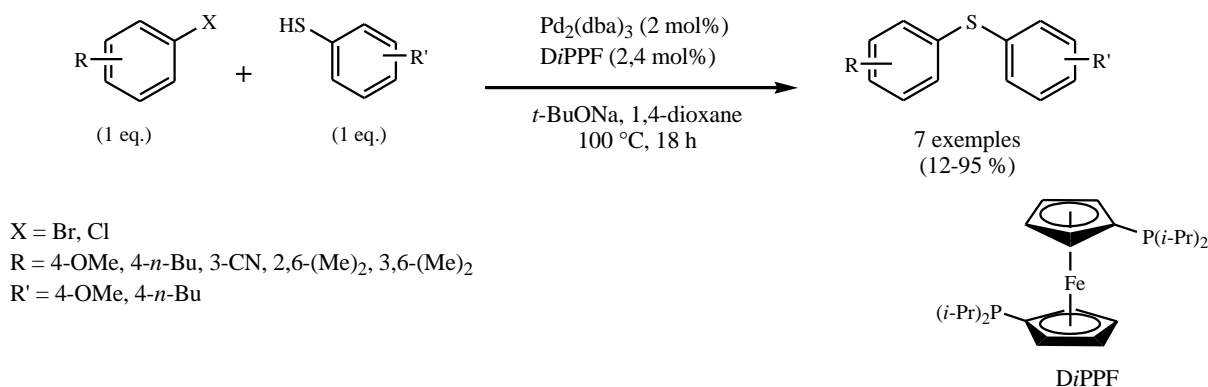 X
R
+
HS
R'
(1 eq.)
(1 eq.)
Pd2(dba)3 (2 mol%)
DiPPF (2,4 mol%)
t-BuONa, 1,4-dioxane
100 °C, 18 h
S
R
R'
7 exemples
(12-95 %)
X = Br, Cl
R = 4-OMe, 4-n-Bu, 3-CN, 2,6-(Me)2, 3,6-(Me)2
R' = 4-OMe, 4-n-Bu
P(i-Pr)2
Fe
(i-Pr)2P
DiPPF